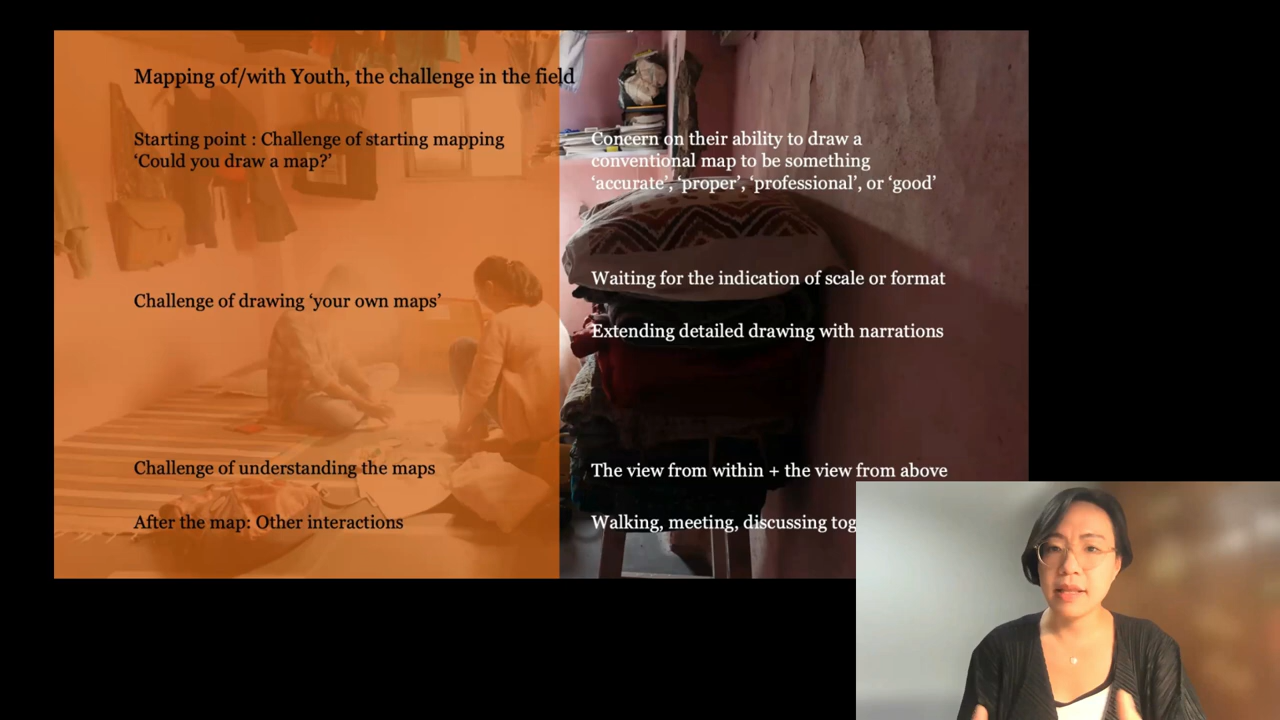 Mapping of/with Youth, the challenge in the field
Starting point : Challenge of starting mapping
‘Could you draw a map?’
Concern on their ability to draw a
conventional map to be something
‘accurate’, ‘proper’, ‘professional’, or ‘good’
Waiting for the indication of scale or format
Challenge of drawing ‘your own maps’
Extending detailed drawing with narrations
Challenge of understanding the maps
The view from within + the view from above
After the map: Other interactions
Walking, meeting, discussing